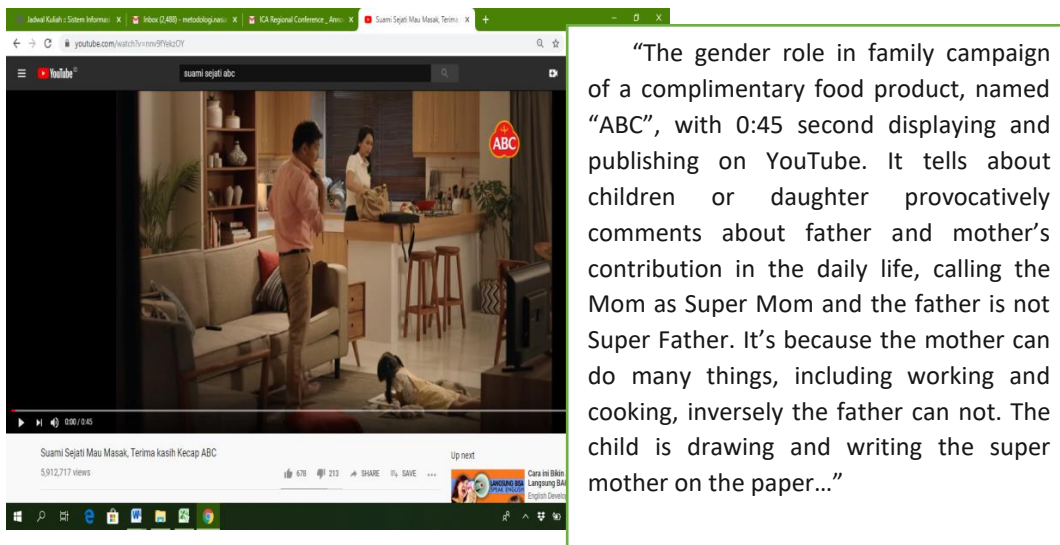 Jadwal Kuliah :: Sistem Informasi
Inbox (2,488) - metodologi.nasa
ICA Regional Conference _ Anno
Suami Sejati Mau Masak, Terima
youtube.com/watch?v=nnv9fYekzOY
YouTube
suami sejati abc
ABC
0:00 / 0:45
Suami Sejati Mau Masak, Terima kasih Kecap ABC
5,912,717 views
678
213
SHARE
SAVE
Up next
LANGSUNG BISA
SPEAK ENGLISH
Cara ini Bikin
Langsung BA
English Develo
“The gender role in family campaign
of a complimentary food product, named
“ABC”, with 0:45 second displaying and
publishing on YouTube. It tells about
children or daughter provocatively
comments about father and mother’s
contribution in the daily life, calling the
Mom as Super Mom and the father is not
Super Father. It’s because the mother can
do many things, including working and
cooking, inversely the father can not. The
child is drawing and writing the super
mother on the paper…”